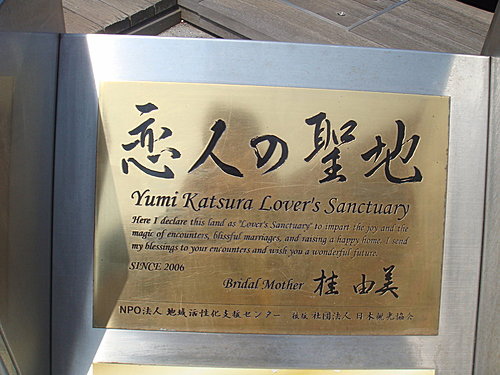 恋人の聖地
Yumi Katsura Lover's Sanctuary
Here I declare this land as "Lover's Sanctuary" to impart the joy and the
magic of encounters, blissful marriages, and raising a happy home. I send
my blessings to your encounters and wish you a wonderful future.
SINCE 2006
Bridal Mother 桂 由美
NPO法人 地域活性化支援センター 社団法人 日本観光協会